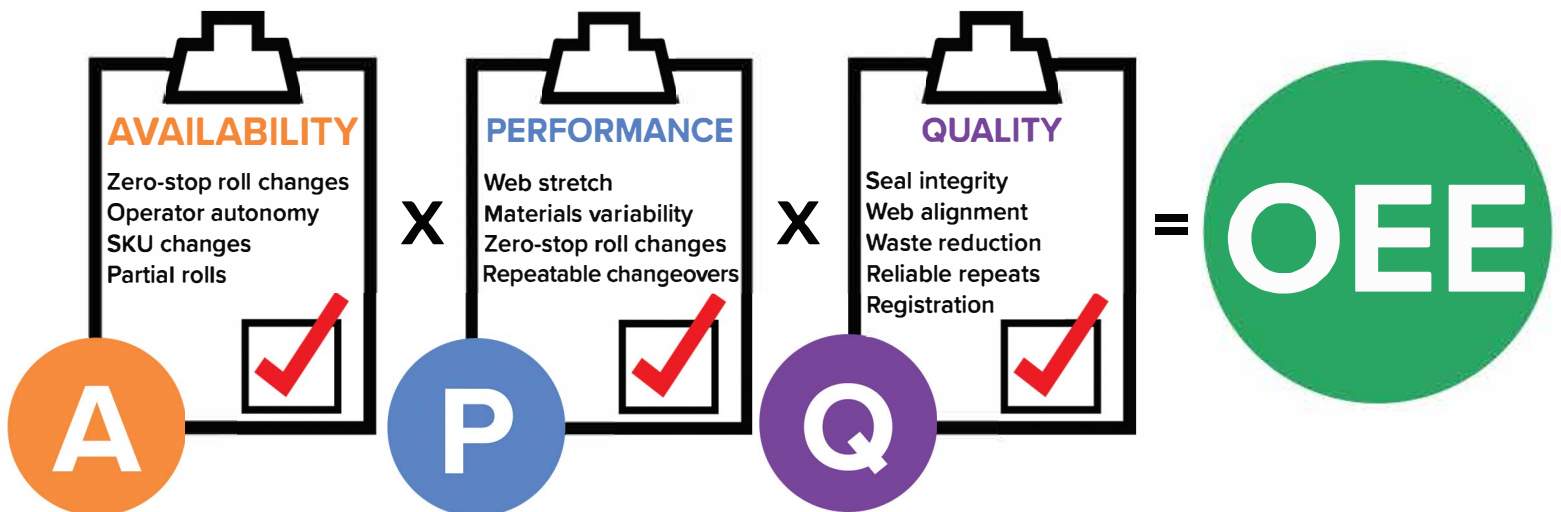 AVAILABILITY
Zero-stop roll changes
Operator autonomy
SKU changes
Partial rolls
A
X
PERFORMANCE
Web stretch
Materials variability
Zero-stop roll changes
Repeatable changeovers
P
X
QUALITY
Seal integrity
Web alignment
Waste reduction
Reliable repeats
Registration
Q
=
OEE